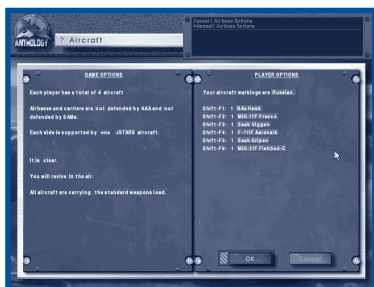 Cassor| Airbase Options
Messel| Airbase Options
ANTHOLOGY
? Aircraft
GAME OPTIONS
PLAYER OPTIONS
Each player has a total of 6 aircraft
Your aircraft markings are Russian.
Airbases and carriers are not defended by AAA and not
defended by SAMs.
Shift-F1: 1 BAe Hawk
Shift-F2: 1 MIG-17F Fresco
Shift-F3: 1 Saab Viggen
Each side is supported by one JSTARS aircraft.
Shift-F4: 1 F-111F Aardvark
Shift-F5: 1 Saab Gripen
Shift-F6: 1 MIG-21F Fishbed-C
It is clear.
You will revive in the air.
All aircraft are carrying the standard weapons load.
OK
Cancel